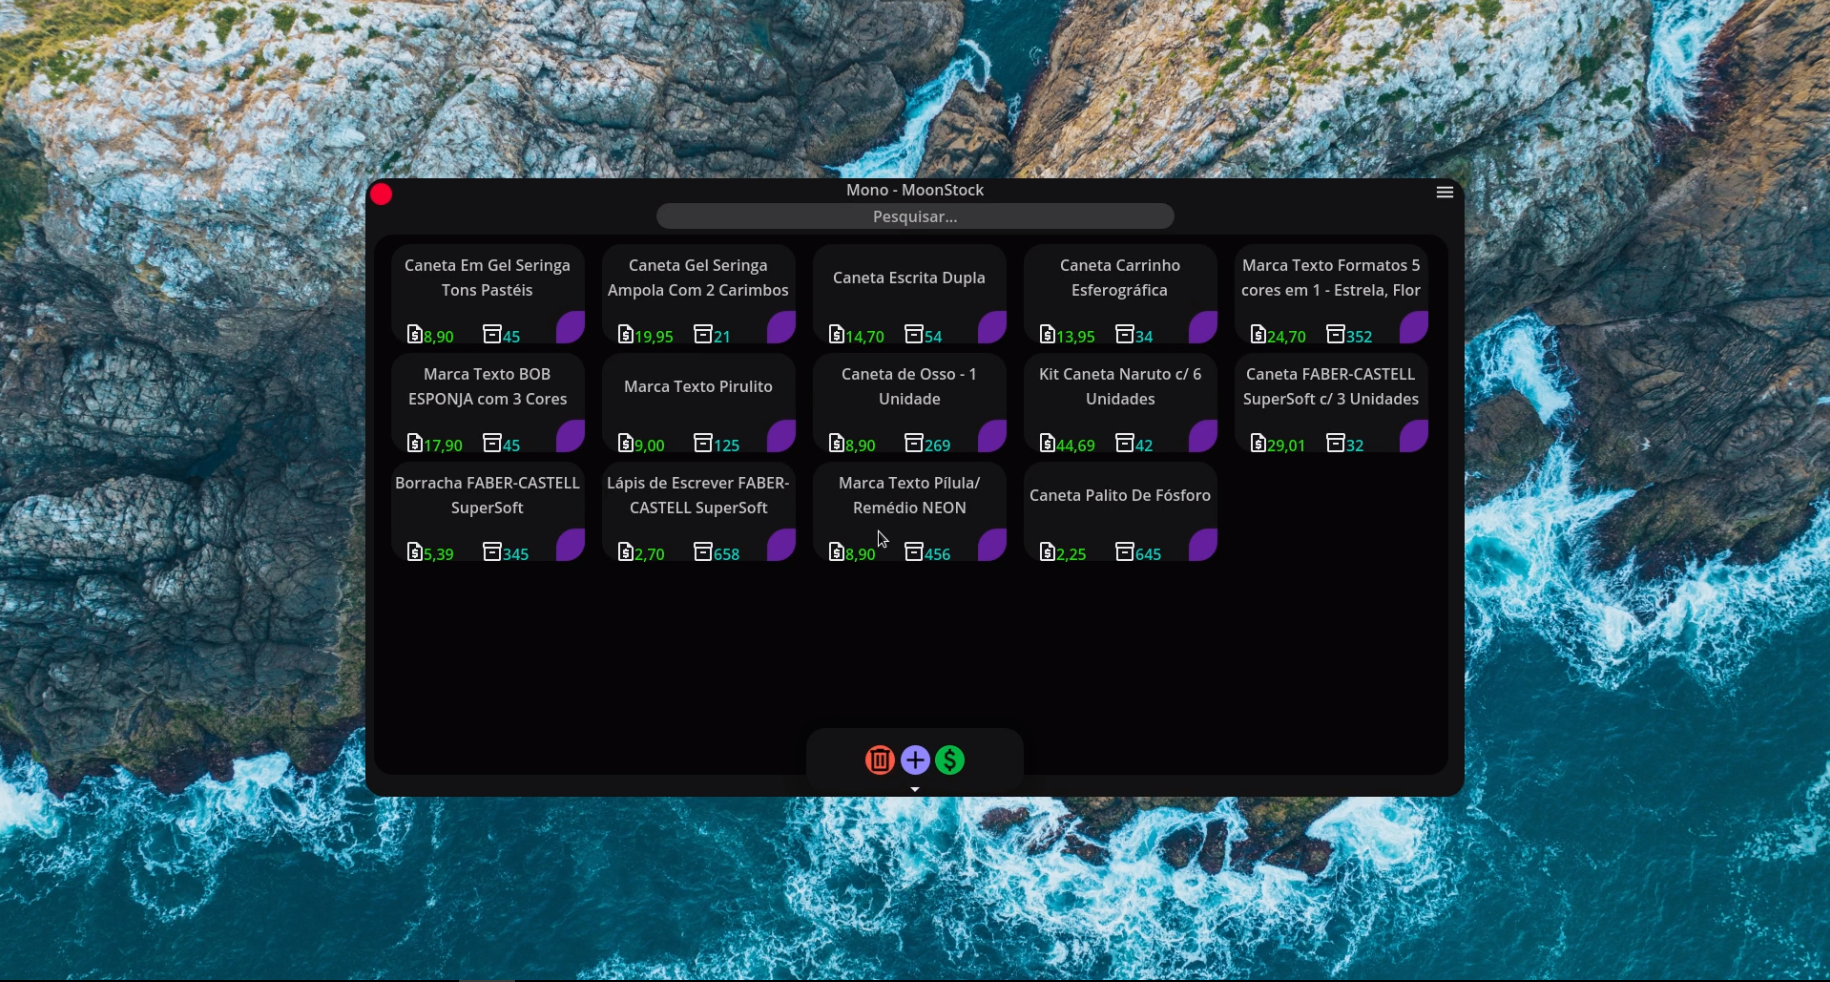 Mono - MoonStock
Pesquisar...
Caneta Em Gel Seringa
Tons Pastéis
8,90 45
Caneta Gel Seringa
Ampola Com 2 Carimbos
19,95 21
Caneta Escrita Dupla
14,70 54
Caneta Carrinho
Esferográfica
13,95 34
Marca Texto Formatos 5
cores em 1 - Estrela, Flor
24,70 352
Marca Texto BOB
ESPONJA com 3 Cores
17,90 45
Marca Texto Pirulito
9,00 125
Caneta de Osso - 1
Unidade
8,90 269
Kit Caneta Naruto c/ 6
Unidades
44,69 42
Caneta FABER-CASTELL
SuperSoft c/ 3 Unidades
29,01 32
Borracha FABER-CASTELL
SuperSoft
5,39 345
Lápis de Escrever FABER-
CASTELL SuperSoft
2,70 658
Marca Texto Pílula/
Remédio NEON
8,90 456
Caneta Palito De Fósforo
2,25 645